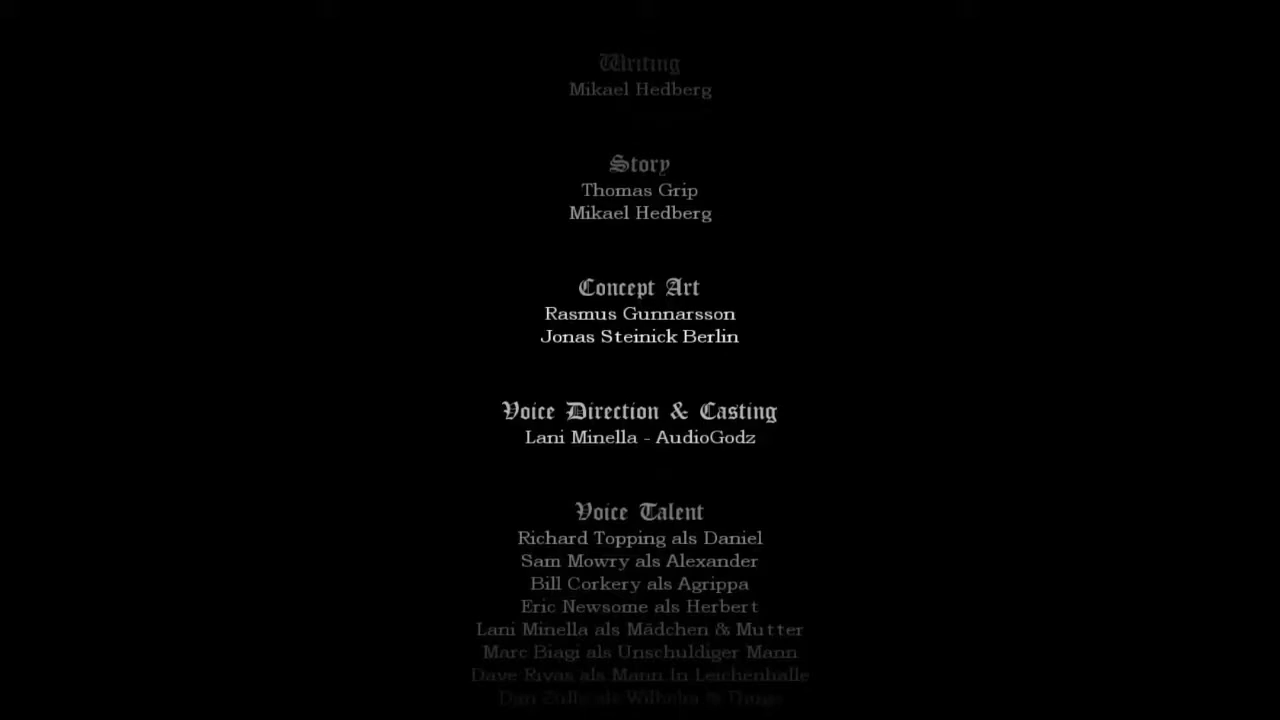 Writing
Mikael Hedberg
Story
Thomas Grip
Mikael Hedberg
Concept Art
Rasmus Gunnarsson
Jonas Steinick Berlin
Voice Direction & Casting
Lani Minella - AudioGodz
Voice Talent
Richard Topping als Daniel
Sam Mowry als Alexander
Bill Corkery als Agrippa
Eric Newsome als Herbert
Lani Minella als Mädchen & Mutter
Marc Biagi als Unschuldiger Mann
Dave Rivas als Mann In Leichenhalle
als Wilhelm &